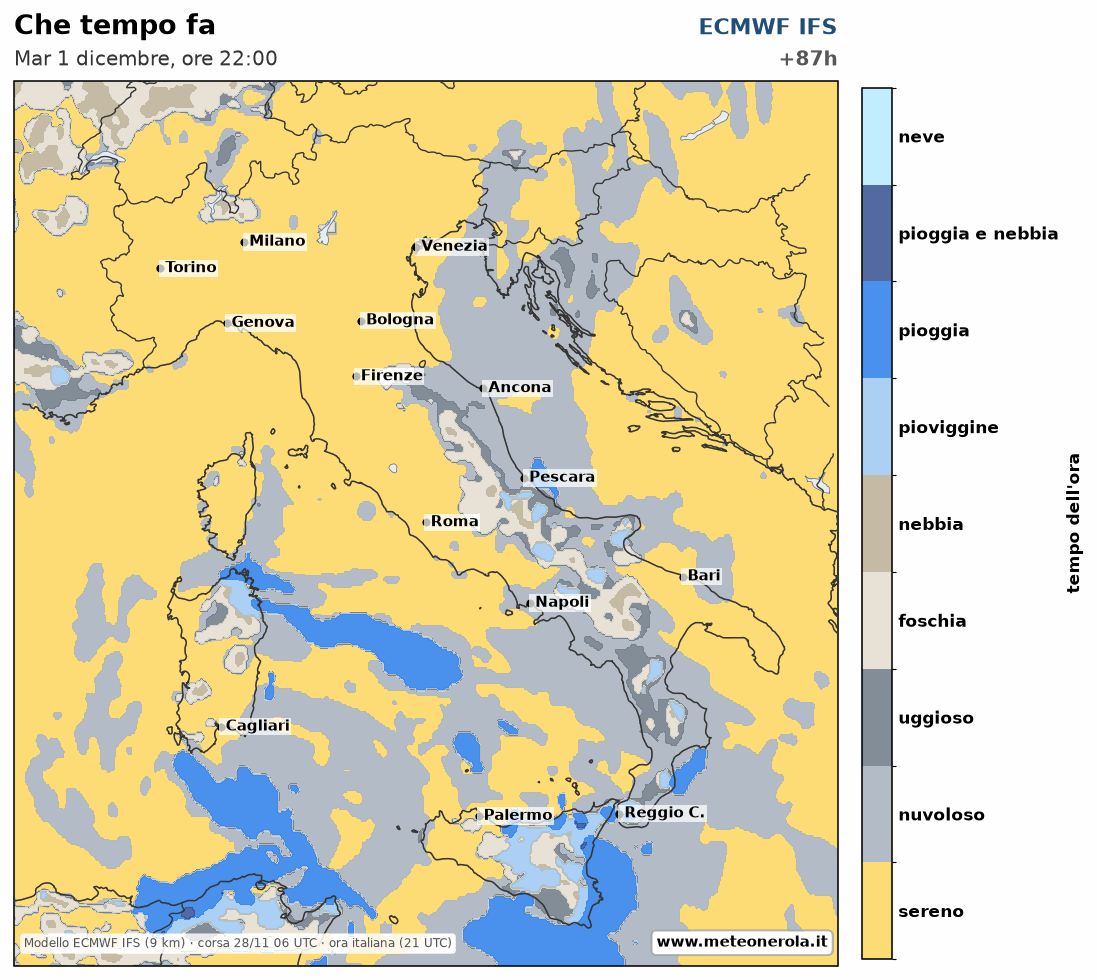 Che tempo fa
ECMWF IFS
Mar 1 dicembre, ore 22:00
+87h
neve
pioggia e nebbia
pioggia
pioviggine
nebbia
foschia
uggioso
nuvoloso
sereno
tempo dell'ora
Milano
Venezia
Torino
Genova
Bologna
Firenze
Ancona
Pescara
Roma
Bari
Napoli
Cagliari
Palermo
Reggio C.
Modello ECMWF IFS (9 km) · corsa 28/11 06 UTC · ora italiana (21 UTC)
www.meteonerola.it